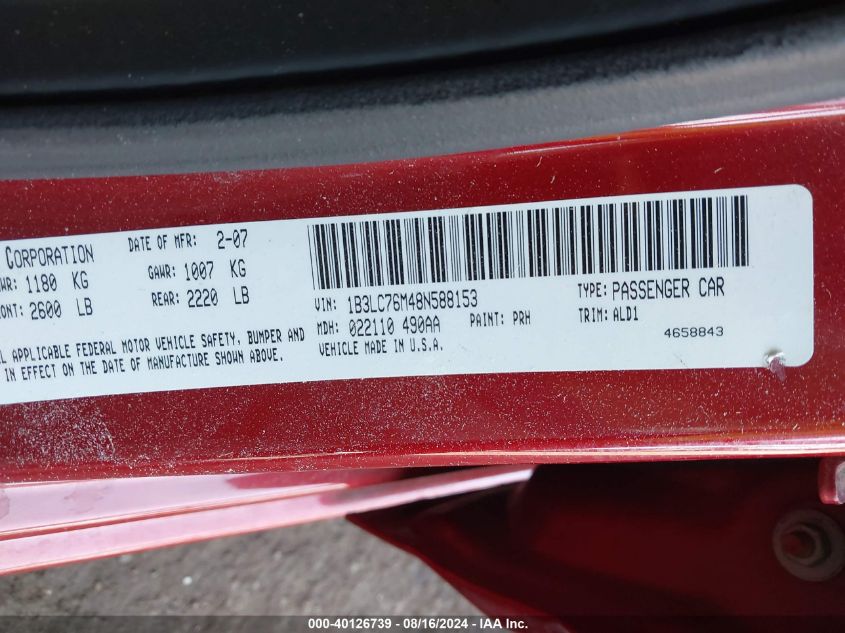 CORPORATION DATE OF MFR: 2-07
WR: 1180 KG GAWR: 1007 KG
ONT: 2600 LB REAR: 2220 LB
L APPLICABLE FEDERAL MOTOR VEHICLE SAFETY, BUMPER AND
IN EFFECT ON THE DATE OF MANUFACTURE SHOWN ABOVE.
VIN: 1B3LC76M48N588153 TYPE: PASSENGER CAR
MDH: 022110 490AA PAINT: PRH TRIM: ALD1
VEHICLE MADE IN U.S.A. 4658843
000-40126739 - 08/16/2024 - IAA Inc.